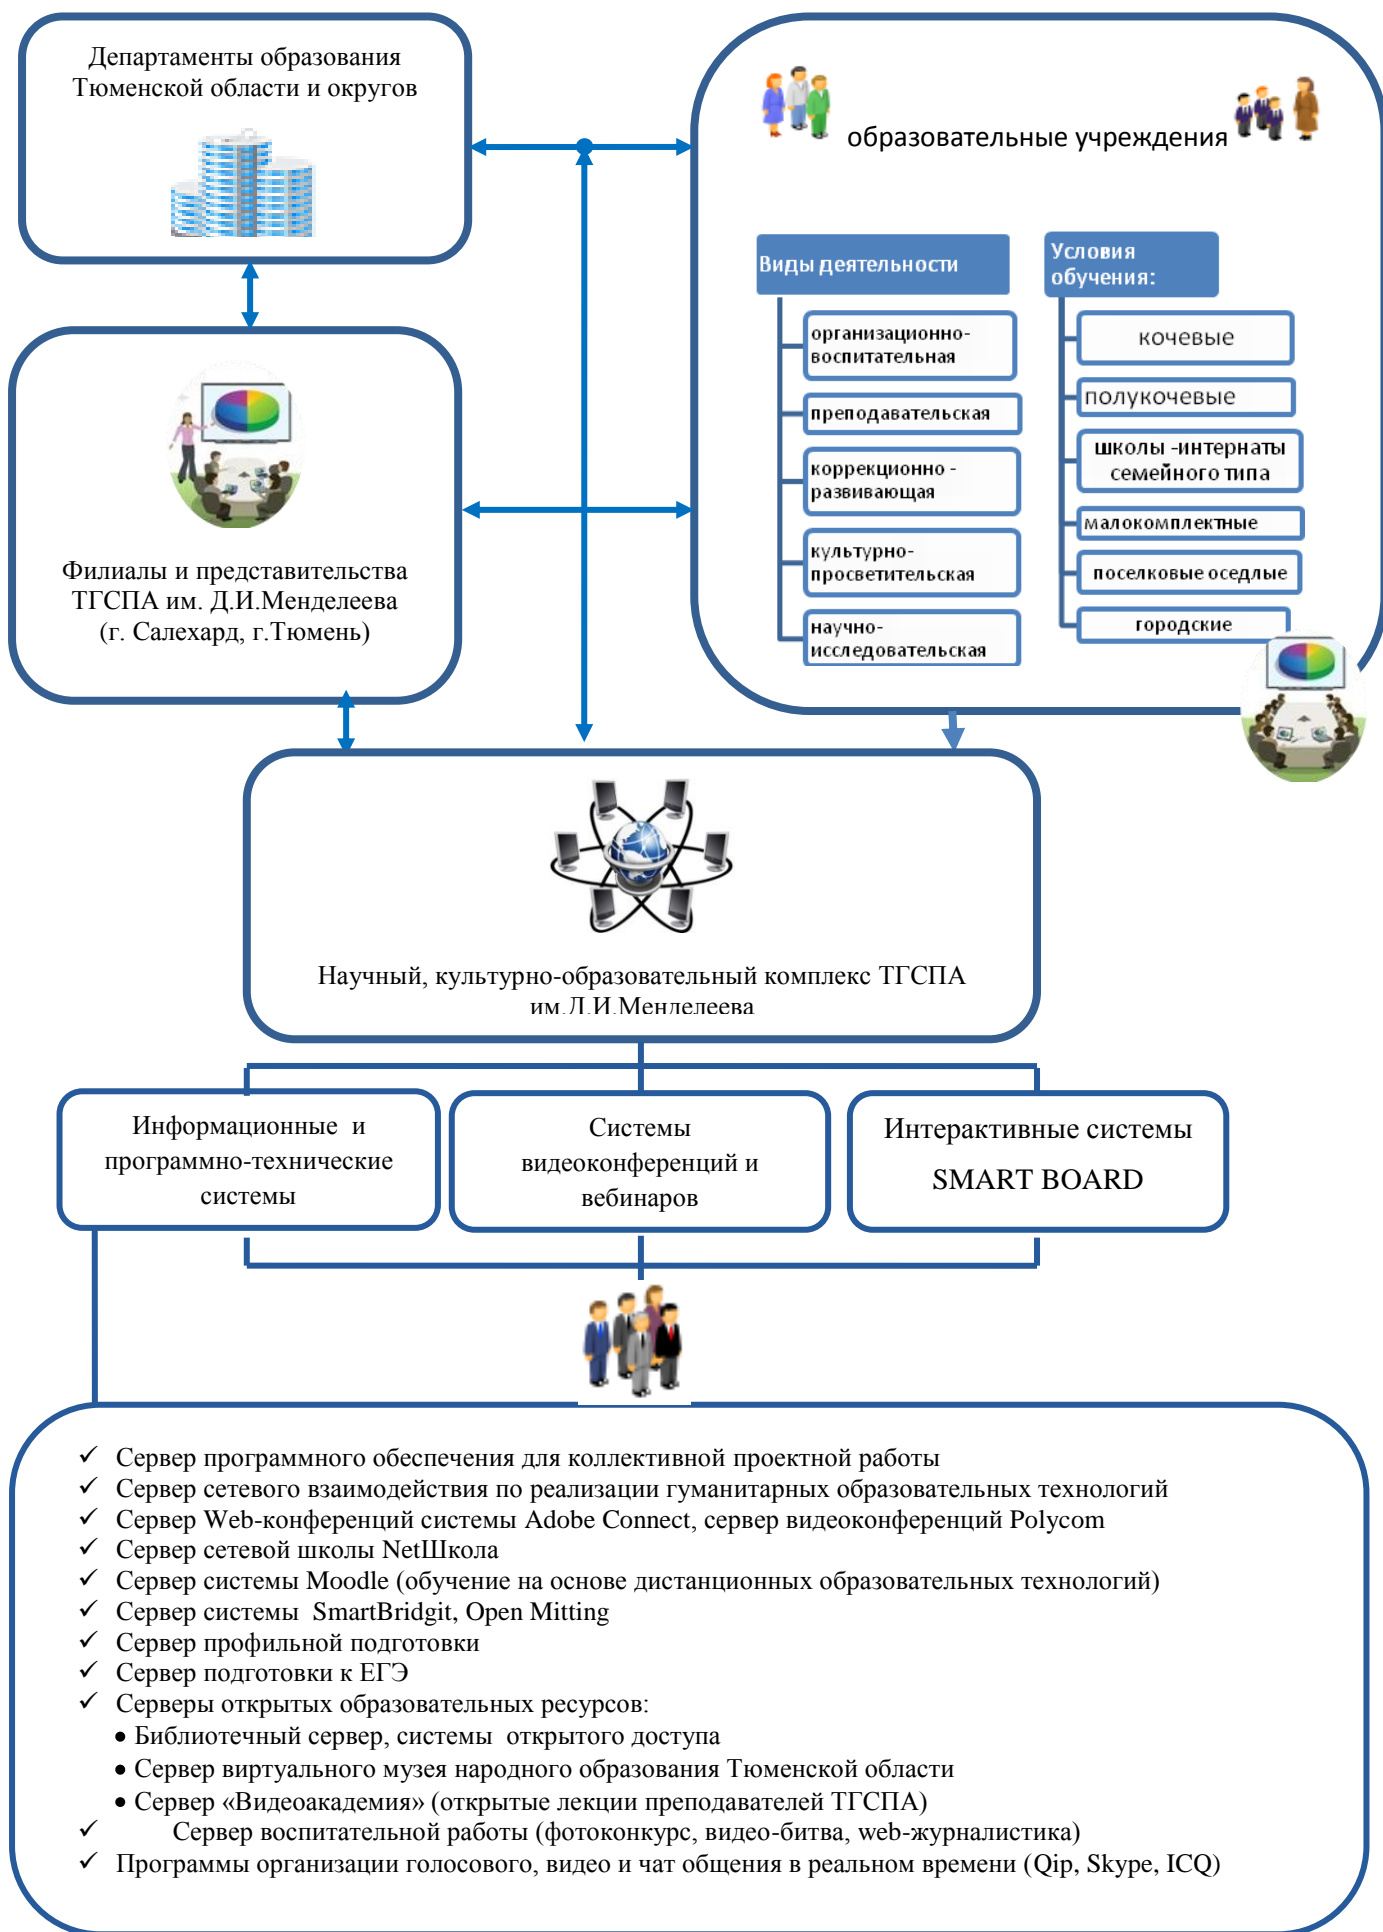 Департаменты образования
Тюменской области и округов
образовательные учреждения
Виды деятельности
организационно-
воспитательная
преподавательская
коррекционно -
развивающая
культурно-
просветительская
научно-
исследовательская
Условия
обучения:
кочевые
полукочевые
школы -интернаты
семейного типа
малокомплектные
поселковые оседлые
городские
Филиалы и представительства
ТГСПА им. Д.И.Менделеева
(г. Салехард, г.Тюмень)
Научный, культурно-образовательный комплекс ТГСПА
им.Д.И.Менделеева
Информационные и
программно-технические
системы
Системы
видеоконференций и
вебинаров
Интерактивные системы
SMART BOARD
✓ Сервер программного обеспечения для коллективной проектной работы
✓ Сервер сетевого взаимодействия по реализации гуманитарных образовательных технологий
✓ Сервер Web-конференций системы Adobe Connect, сервер видеоконференций Polycom
✓ Сервер сетевой школы NetШкола
✓ Сервер системы Moodle (обучение на основе дистанционных образовательных технологий)
✓ Сервер системы SmartBridgit, Open Mitting
✓ Сервер профильной подготовки
✓ Сервер подготовки к ЕГЭ
✓ Серверы открытых образовательных ресурсов:
• Библиотечный сервер, системы открытого доступа
• Сервер виртуального музея народного образования Тюменской области
• Сервер «Видеоакадемия» (открытые лекции преподавателей ТГСПА)
✓ Сервер воспитательной работы (фотоконкурс, видео-битва, web-журналистика)
✓ Программы организации голосового, видео и чат общения в реальном времени (Qip, Skype, ICQ)